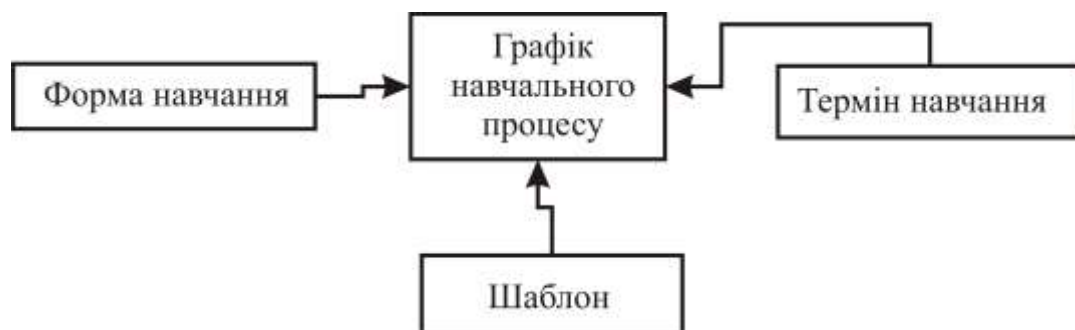 Графік
навчального
процесу
Форма навчання
Термін навчання
Шаблон